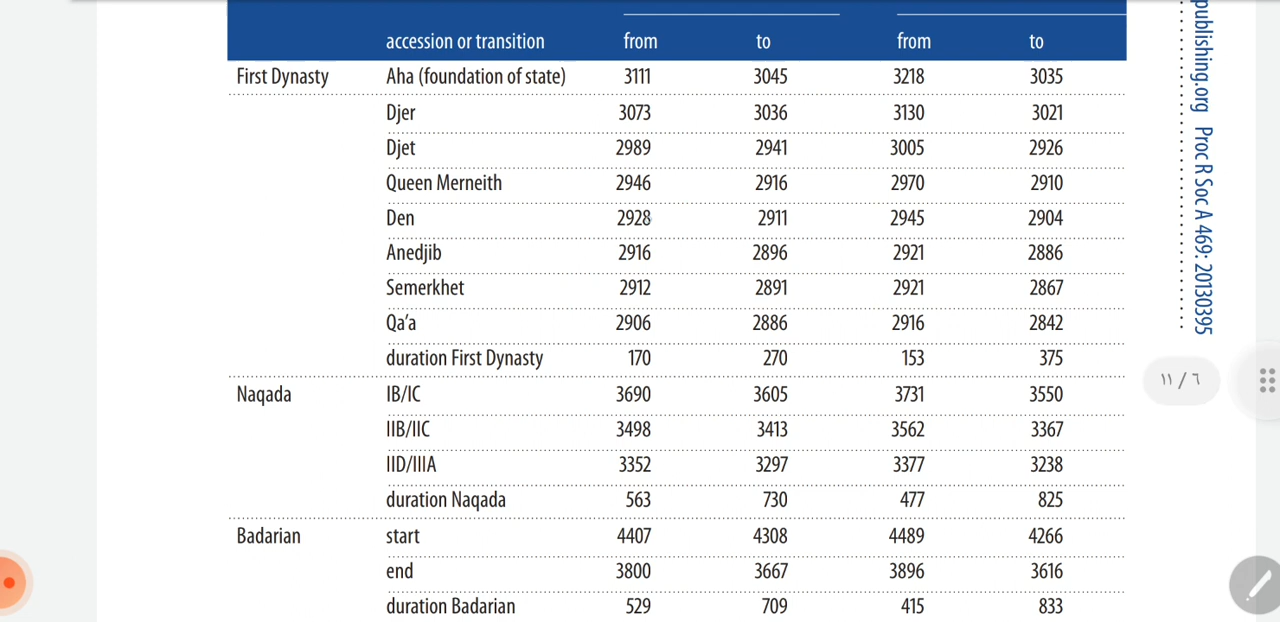 accession or transition from to from to
First Dynasty Aha (foundation of state) 3111 3045 3218 3035
Djer 3073 3036 3130 3021
Djet 2989 2941 3005 2926
Queen Merneith 2946 2916 2970 2910
Den 2928 2911 2945 2904
Anedjib 2916 2896 2921 2886
Semerkhet 2912 2891 2921 2867
Qa’a 2906 2886 2916 2842
duration First Dynasty 170 270 153 375
Naqada IB/IC 3690 3605 3731 3550
IIB/IIC 3498 3413 3562 3367
IID/IIIA 3352 3297 3377 3238
duration Naqada 563 730 477 825
Badarian start 4407 4308 4489 4266
end 3800 3667 3896 3616
duration Badarian 529 709 415 833
publishing.org Proc R Soc A 469: 20130395
١١ / ٦